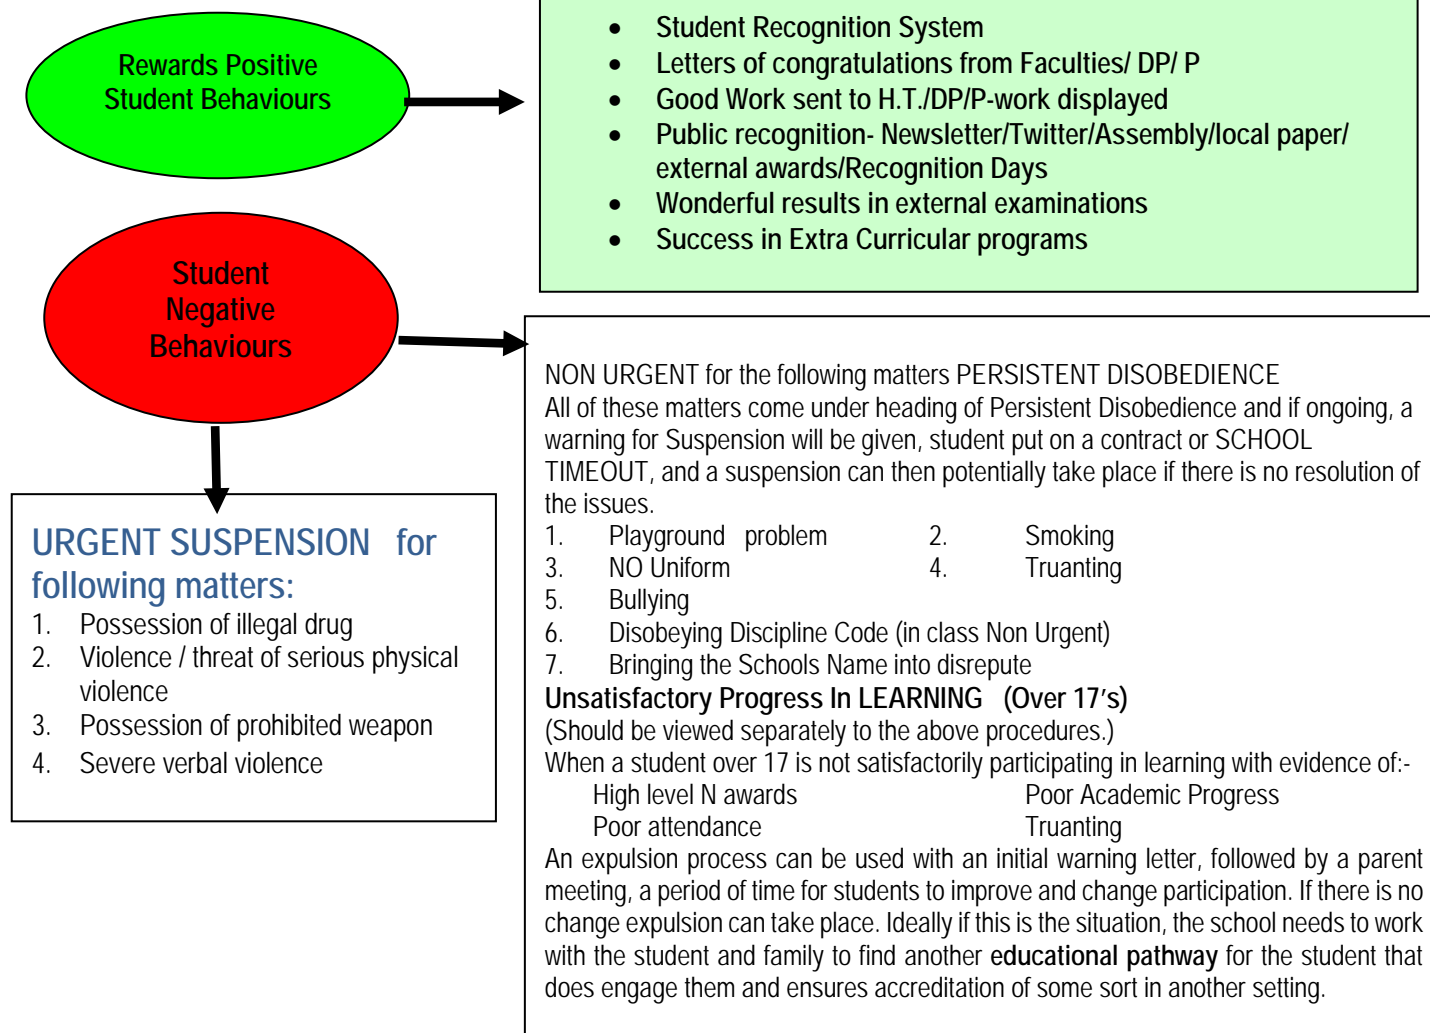 Rewards Positive
Student Behaviours
• Student Recognition System
• Letters of congratulations from Faculties/ DP/ P
• Good Work sent to H.T./DP/P-work displayed
• Public recognition- Newsletter/Twitter/Assembly/local paper/
external awards/Recognition Days
• Wonderful results in external examinations
• Success in Extra Curricular programs
Student
Negative
Behaviours
URGENT SUSPENSION for
following matters:
1. Possession of illegal drug
2. Violence / threat of serious physical
violence
3. Possession of prohibited weapon
4. Severe verbal violence
NON URGENT for the following matters PERSISTENT DISOBEDIENCE
All of these matters come under heading of Persistent Disobedience and if ongoing, a
warning for Suspension will be given, student put on a contract or SCHOOL
TIMEOUT, and a suspension can then potentially take place if there is no resolution of
the issues.
1. Playground problem 2. Smoking
3. NO Uniform 4. Truanting
5. Bullying
6. Disobeying Discipline Code (in class Non Urgent)
7. Bringing the Schools Name into disrepute
Unsatisfactory Progress In LEARNING (Over 17's)
(Should be viewed separately to the above procedures.)
When a student over 17 is not satisfactorily participating in learning with evidence of:-
High level N awards Poor Academic Progress
Poor attendance Truanting
An expulsion process can be used with an initial warning letter, followed by a parent
meeting, a period of time for students to improve and change participation. If there is no
change expulsion can take place. Ideally if this is the situation, the school needs to work
with the student and family to find another educational pathway for the student that
does engage them and ensures accreditation of some sort in another setting.